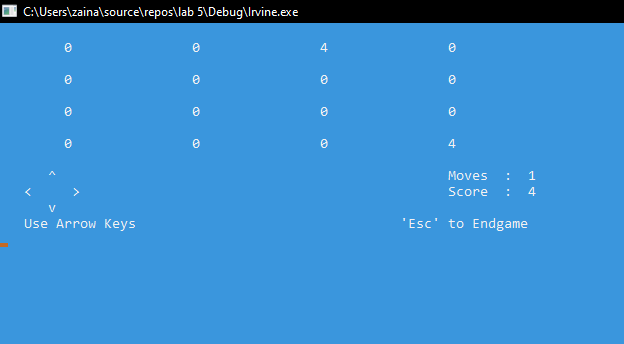 C:\Users\zaina\source\repos\lab 5\Debug\Irvine.exe
0 0 4 0
0 0 0 0
0 0 0 0
0 0 0 4
^ Moves : 1
< > Score : 4
v
Use Arrow Keys 'Esc' to Endgame